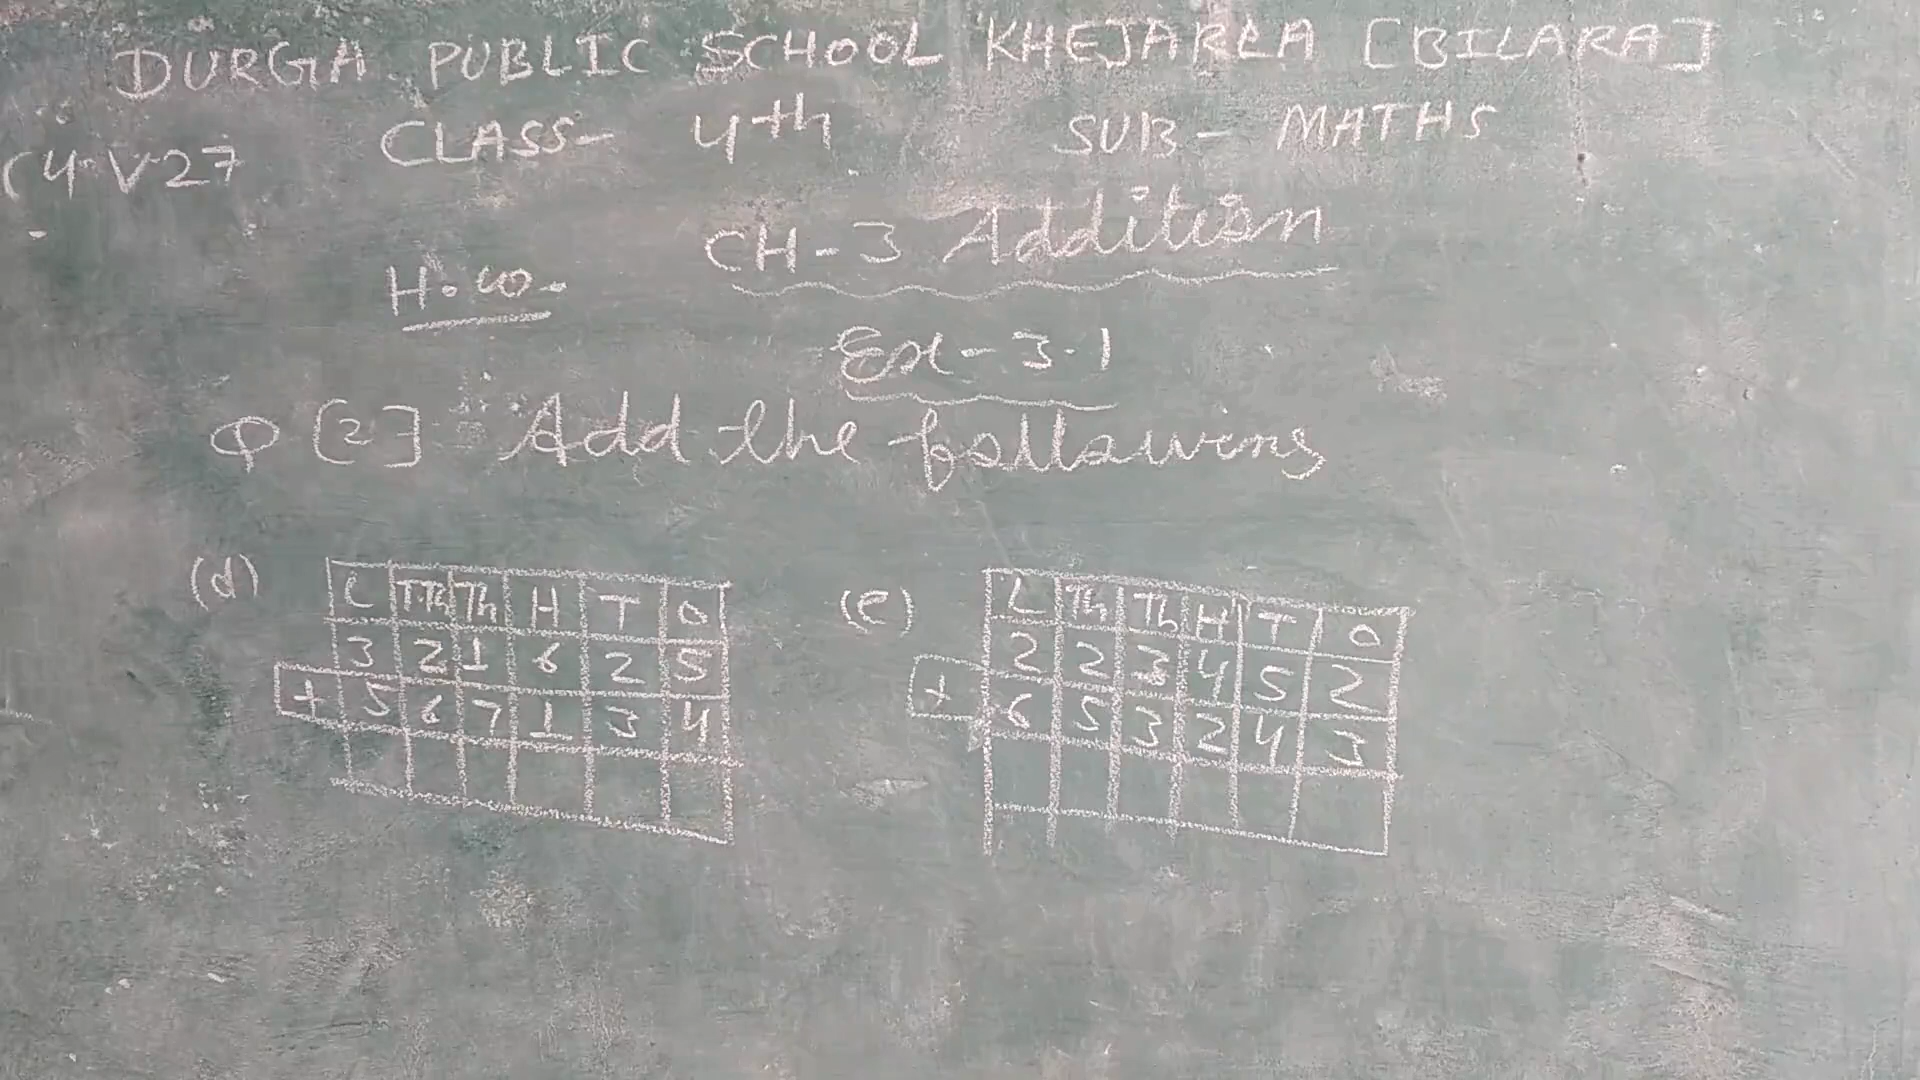 DURGA PUBLIC SCHOOL KHEJARLA [BILARA]
C4-V27 CLASS- 4th SUB- MATHS
CH-3 Addition
H.w.
Ex-3.1
Q[2] Add the following
(d)
L T.Th Th H T O
3 2 1 6 2 5
+ 5 6 7 1 3 4
(e)
L Th Th H T O
2 2 3 4 5 2
+ 6 5 3 2 4 3